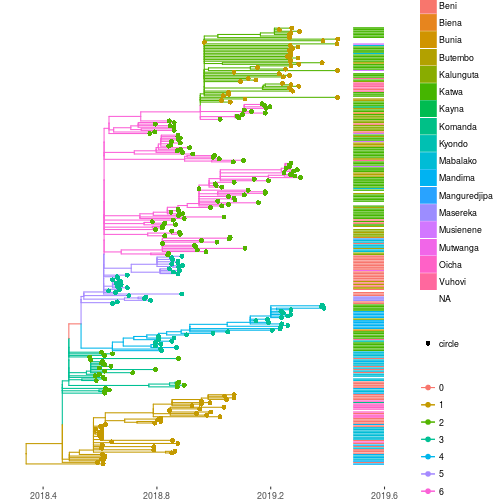 Beni
Biena
Bunia
Butembo
Kalunguta
Katwa
Kayna
Komanda
Kyondo
Mabalako
Mandima
Manguredjipa
Masereka
Musienene
Mutwanga
Oicha
Vuhovi
NA
circle
0
1
2
3
4
5
6
2018.4
2018.8
2019.2
2019.6